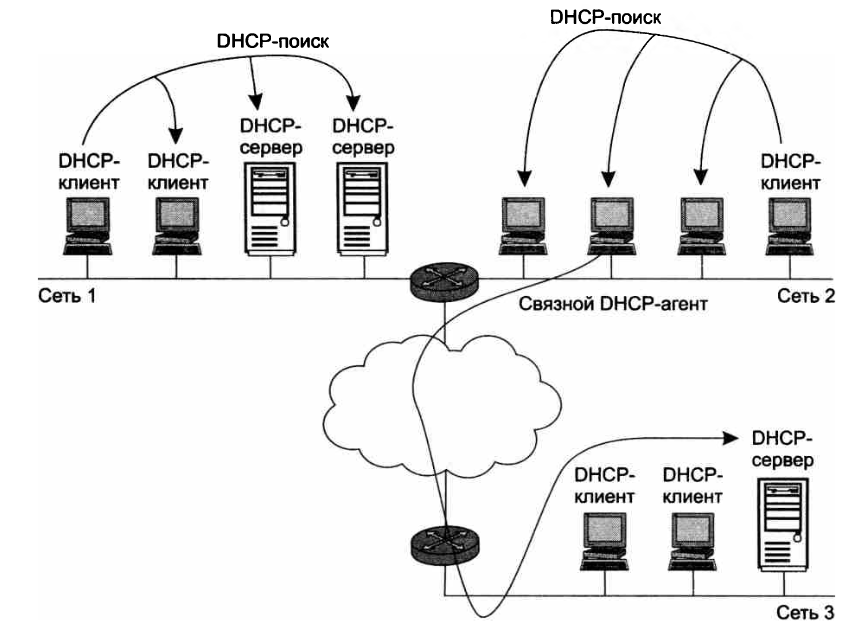 DHCP-поиск
DHCP-поиск
DHCP-
клиент
DHCP-
клиент
DHCP-
сервер
DHCP-
сервер
DHCP-
клиент
Сеть 1
Связной DHCP-агент
Сеть 2
DHCP-
клиент
DHCP-
клиент
DHCP-
сервер
Сеть 3